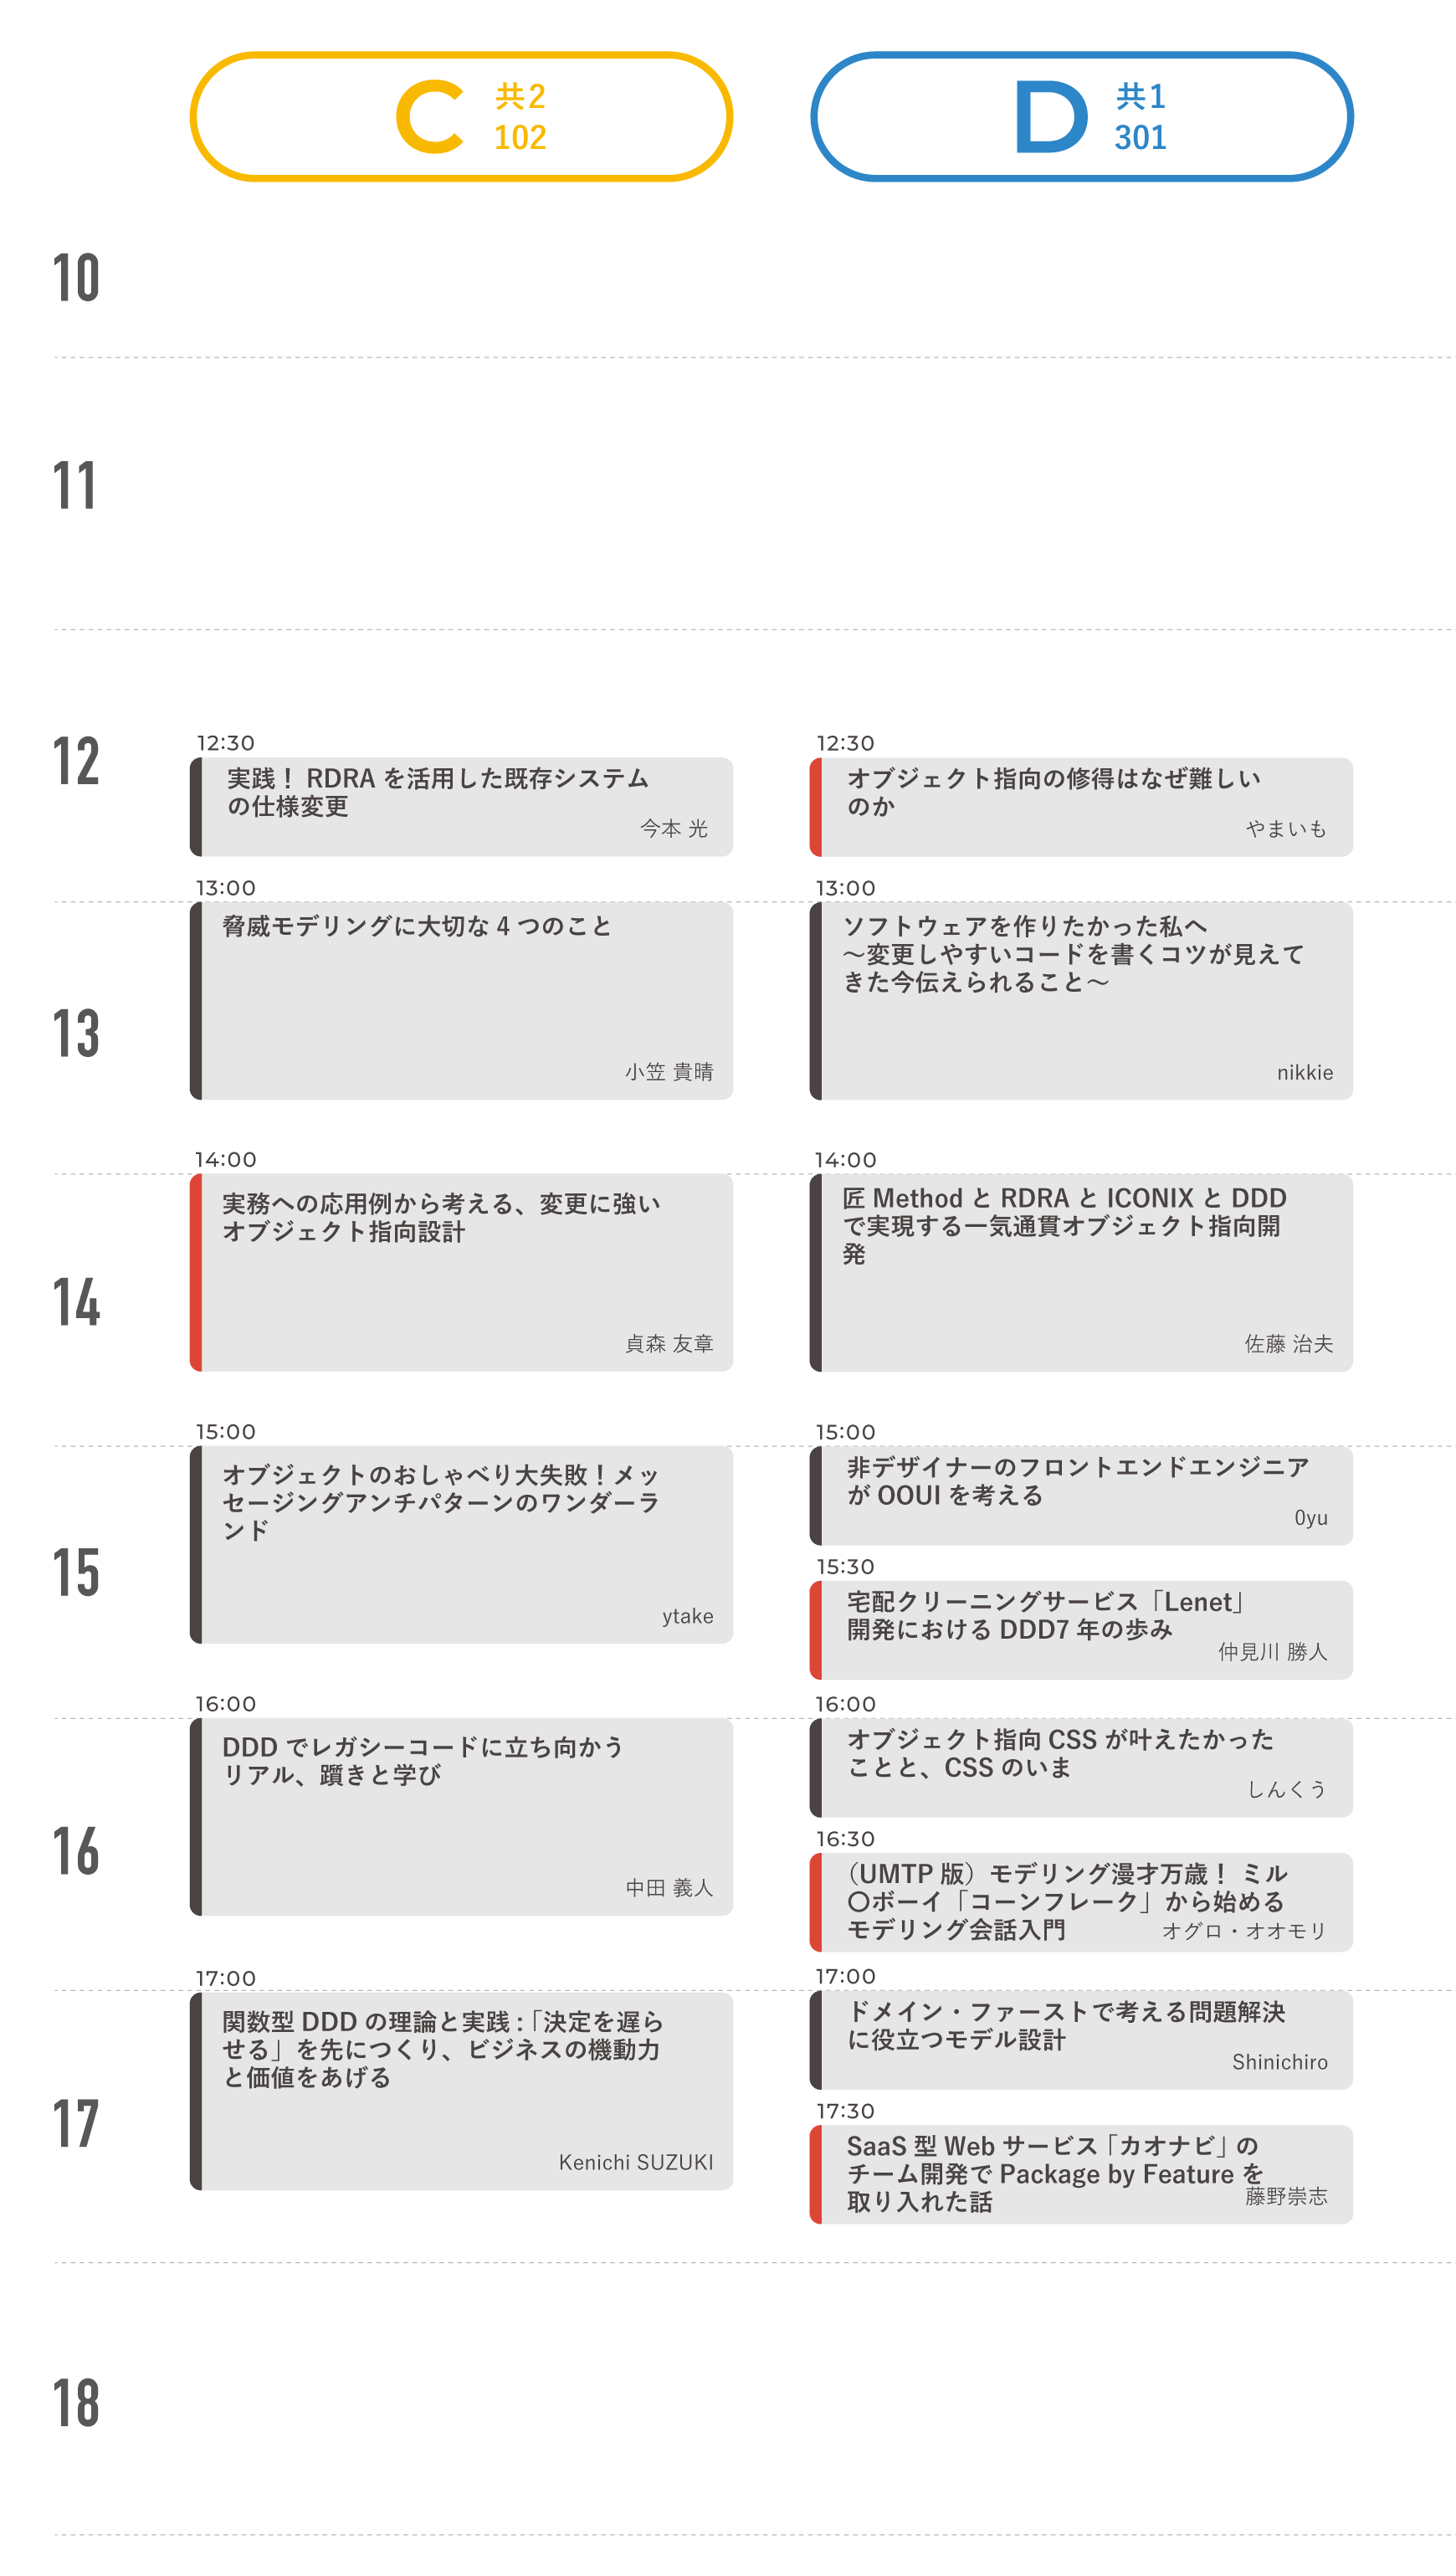 C 共2
102
D 共1
301
10
11
12
12:30
実践！ RDRA を活用した既存システム
の仕様変更
今本 光
12:30
オブジェクト指向の修得はなぜ難しい
のか
やまいも
13
13:00
脅威モデリングに大切な 4 つのこと
小笠 貴晴
13:00
ソフトウェアを作りたかった私へ
〜変更しやすいコードを書くコツが見えて
きた今伝えられること〜
nikkie
14
14:00
実務への応用例から考える、変更に強い
オブジェクト指向設計
貞森 友章
14:00
匠 Method と RDRA と ICONIX と DDD
で実現する一気通貫オブジェクト指向開
発
佐藤 治夫
15
15:00
オブジェクトのおしゃべり大失敗！メッ
セージングアンチパターンのワンダーラ
ンド
ytake
15:00
非デザイナーのフロントエンドエンジニア
が OOUI を考える
0yu
15:30
宅配クリーニングサービス「Lenet」
開発における DDD7 年の歩み
仲見川 勝人
16
16:00
DDD でレガシーコードに立ち向かう
リアル、躓きと学び
中田 義人
16:00
オブジェクト指向 CSS が叶えたかった
ことと、CSS のいま
しんくう
16:30
（UMTP 版）モデリング漫才万歳！ ミル
〇ボーイ「コーンフレーク」から始める
モデリング会話入門
オグロ・オオモリ
17
17:00
関数型 DDD の理論と実践 :「決定を遅ら
せる」を先につくり、ビジネスの機動力
と価値をあげる
Kenichi SUZUKI
17:00
ドメイン・ファーストで考える問題解決
に役立つモデル設計
Shinichiro
17:30
SaaS 型 Web サービス「カオナビ」の
チーム開発で Package by Feature を
取り入れた話
藤野崇志
18